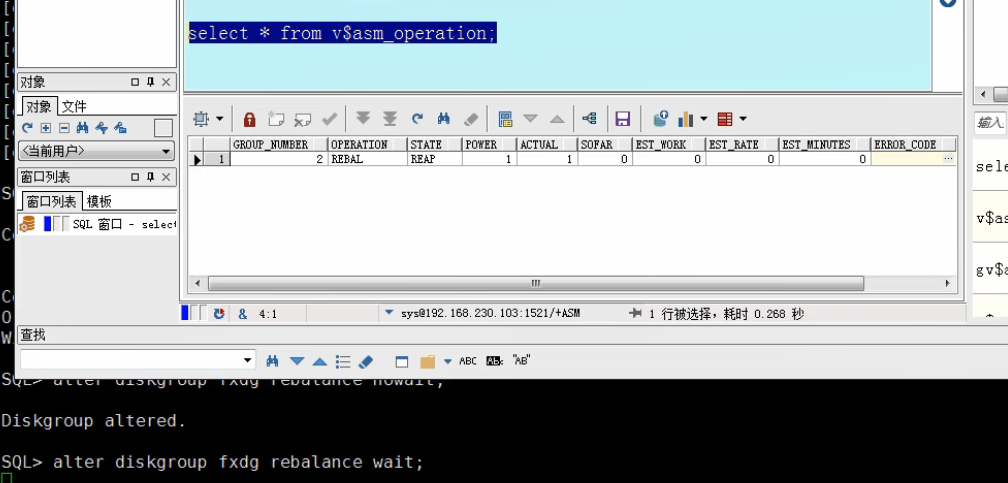 select * from v$asm_operation;
对象
对象 文件
<当前用户>
窗口列表
窗口列表 模板
SQL 窗口 - select
GROUP_NUMBER OPERATION STATE POWER ACTUAL SOFAR EST_WORK EST_RATE EST_MINUTES ERROR_CODE
1 2 REBAL REAP 1 1 0 0 0 0 ...
输入
sele
v$as
gv$a
& 4:1 sys@192.168.230.103:1521/+ASM 1 行被选择, 耗时 0.268 秒
查找
ABC AB: "AB"
SQL> alter diskgroup fxdg rebalance nowait;
Diskgroup altered.
SQL> alter diskgroup fxdg rebalance wait;